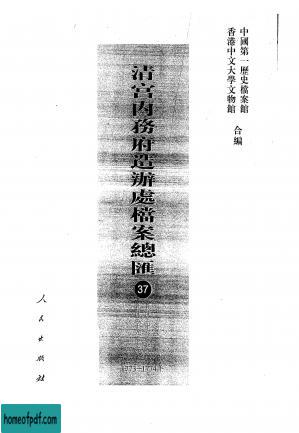 中國第一歷史檔案館
香港中文大學文物館
合編
清宮內務府造辦處檔案總匯
37
人民出版社
homeofpdf.com